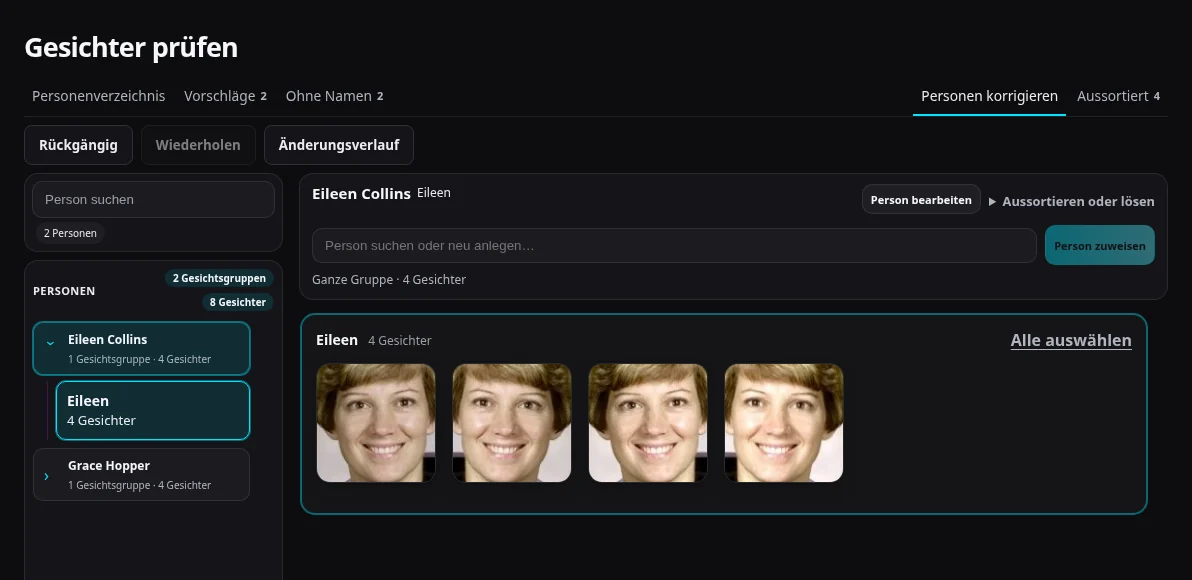 Gesichter prüfen
Personenverzeichnis Vorschläge 2 Ohne Namen 2 Personen korrigieren Aussortiert 4
Rückgängig Wiederholen Änderungsverlauf
Person suchen
2 Personen
PERSONEN
2 Gesichtsgruppen
8 Gesichter
Eileen Collins
1 Gesichtsgruppe · 4 Gesichter
Eileen
4 Gesichter
Grace Hopper
1 Gesichtsgruppe · 4 Gesichter
Eileen Collins Eileen
Person bearbeiten
Aussortieren oder lösen
Person suchen oder neu anlegen…
Person zuweisen
Ganze Gruppe · 4 Gesichter
Eileen 4 Gesichter
Alle auswählen